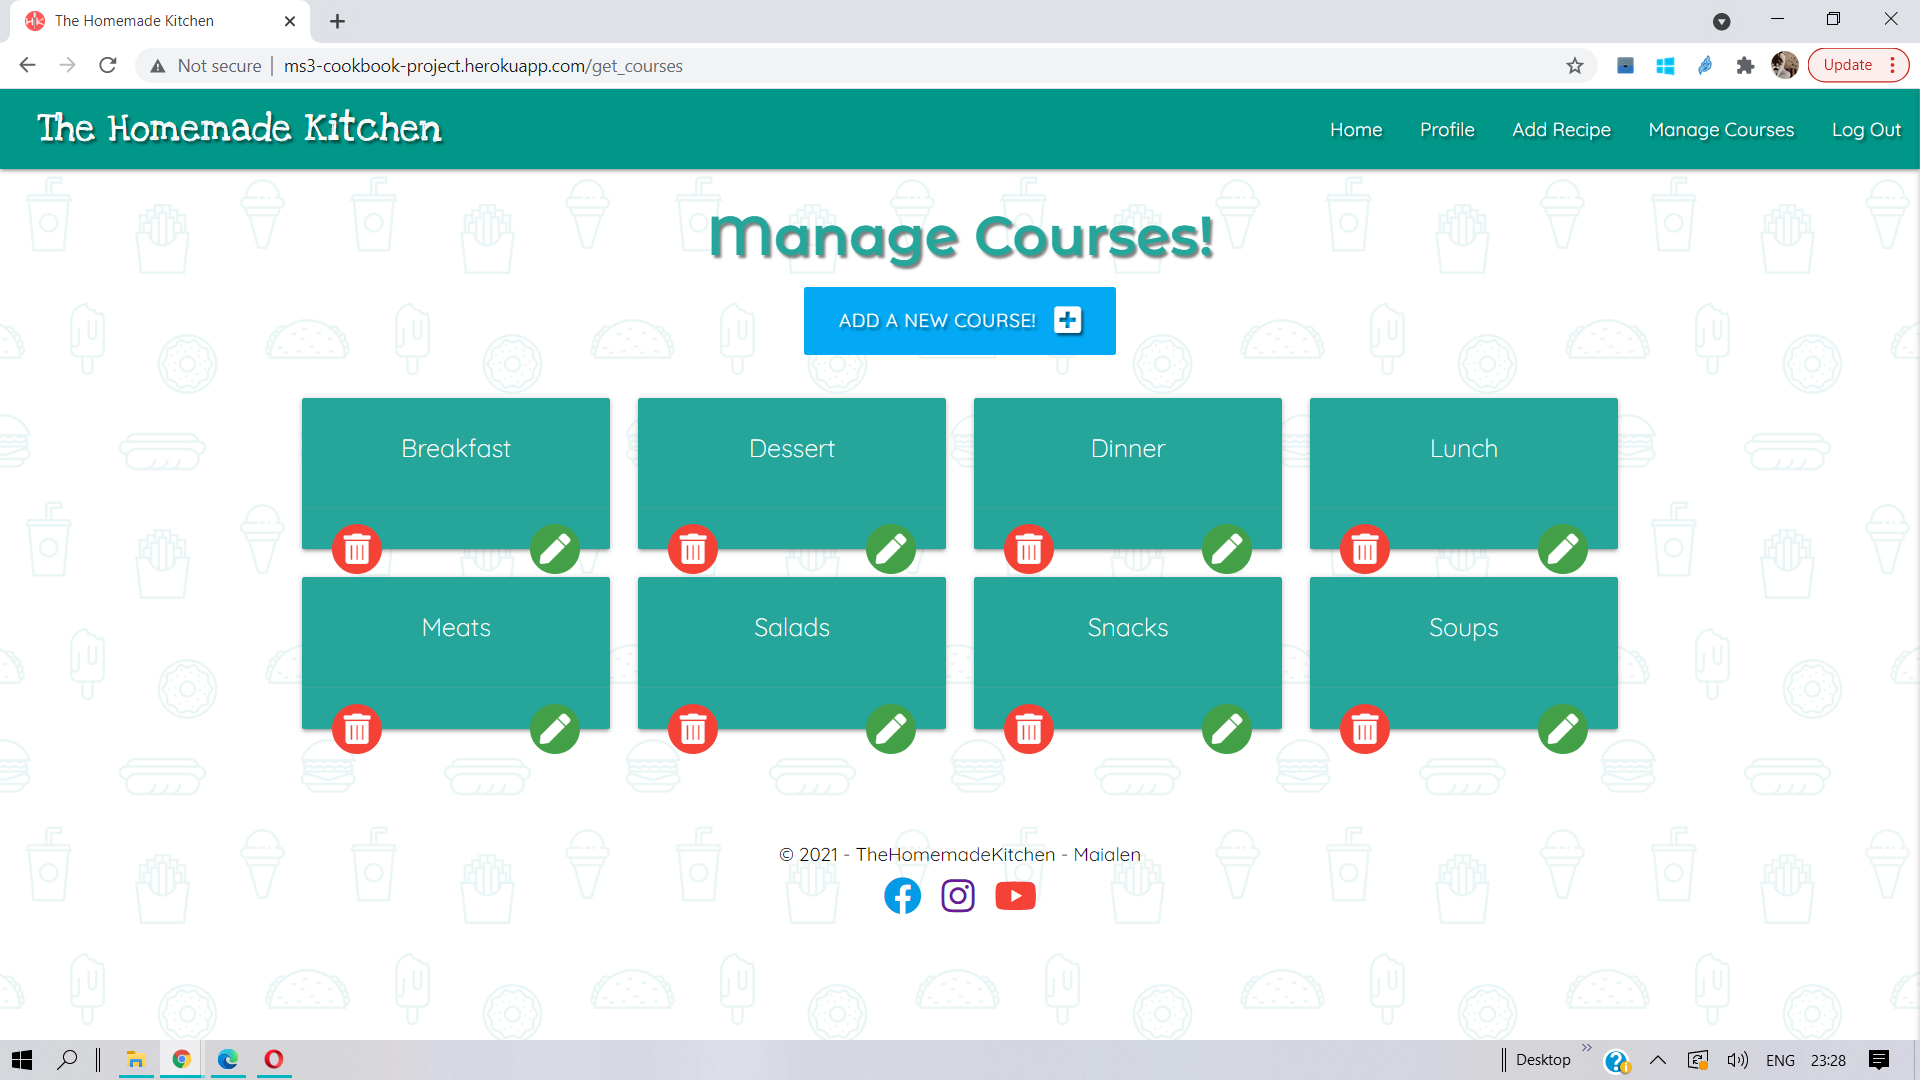 The Homemade Kitchen
Not secure
ms3-cookbook-project.herokuapp.com/get_courses
Update
The Homemade Kitchen
Home
Profile
Add Recipe
Manage Courses
Log Out
Manage Courses!
ADD A NEW COURSE!
Breakfast
Dessert
Dinner
Lunch
Meats
Salads
Snacks
Soups
© 2021 - TheHomemadeKitchen - Maialen
Desktop
ENG
23:28